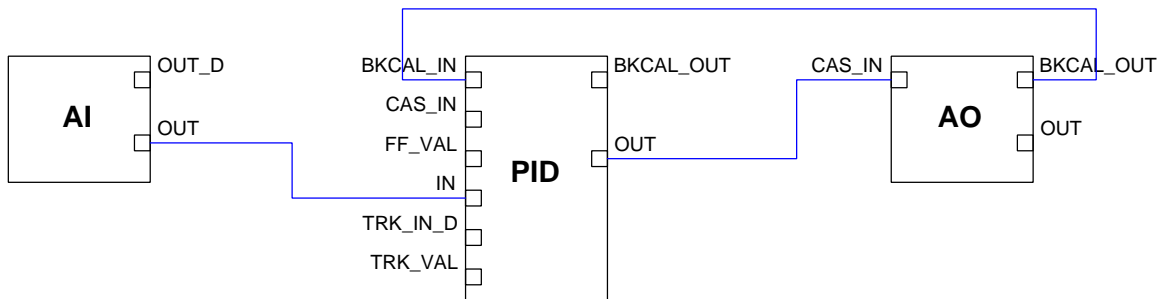 AI
OUT_D
OUT
PID
BKCAL_IN
CAS_IN
FF_VAL
IN
TRK_IN_D
TRK_VAL
BKCAL_OUT
OUT
AO
CAS_IN
BKCAL_OUT
OUT